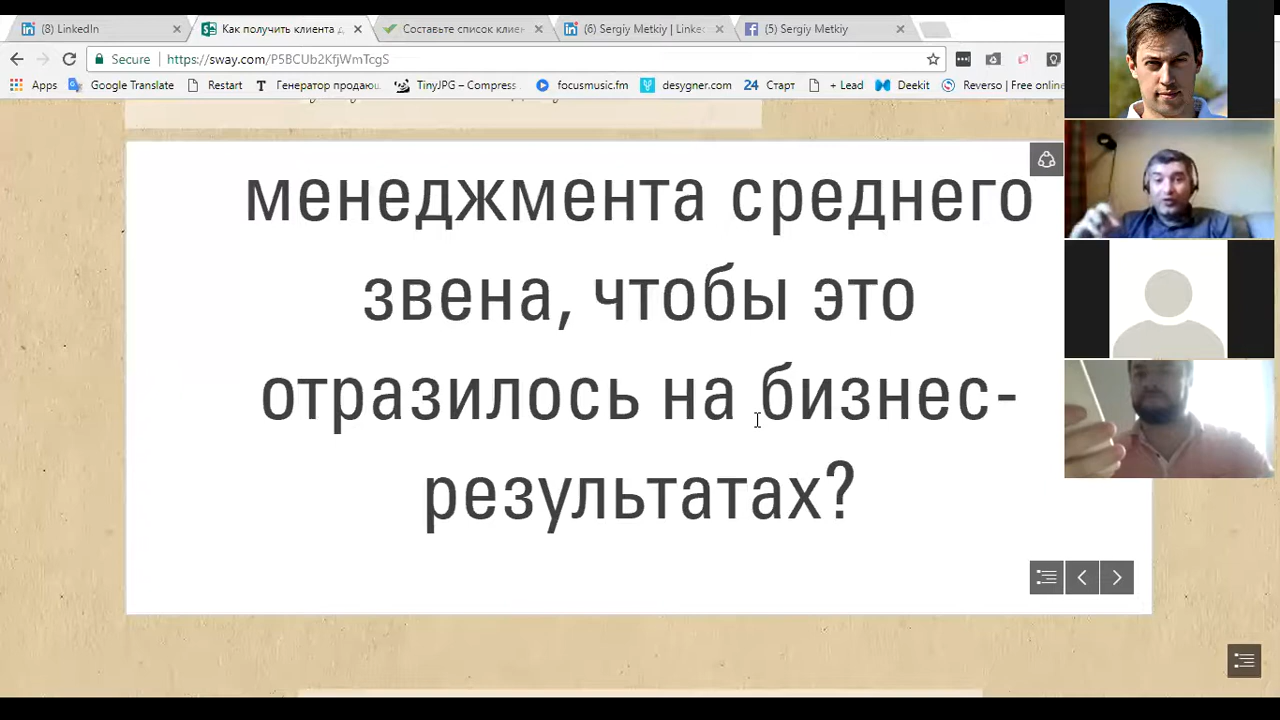 (8) LinkedIn
Как получить клиента д
Составьте список клиен
(6) Sergiy Metkiy | Linke
(5) Sergiy Metkiy
Secure
https://sway.com/P5BCUb2KfjWmTcgS
Apps
Google Translate
Restart
Генератор продающ
TinyJPG – Compress
focusmusic.fm
desygner.com
24 Старт
+ Lead
Deekit
Reverso | Free online
менеджмента среднего
звена, чтобы это
отразилось на бизнес-
результатах?